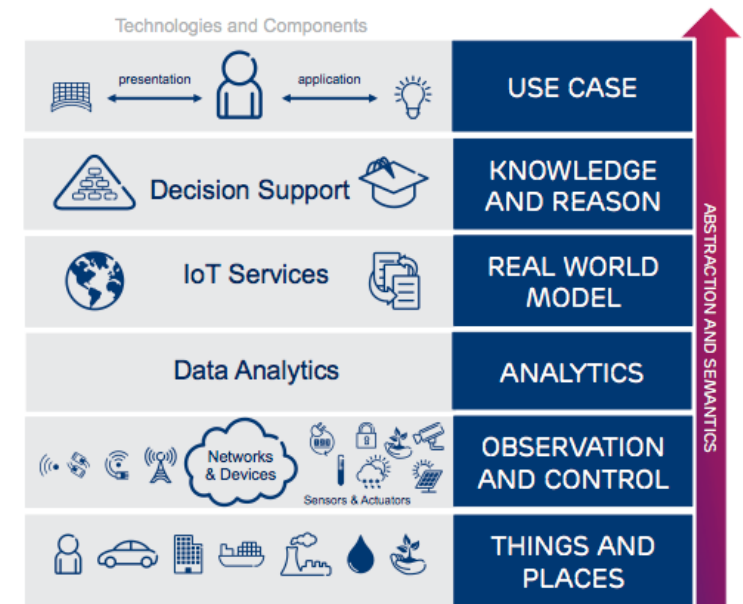 Technologies and Components
presentation
application
USE CASE
Decision Support
KNOWLEDGE
AND REASON
IoT Services
REAL WORLD
MODEL
Data Analytics
ANALYTICS
Networks
& Devices
Sensors & Actuators
OBSERVATION
AND CONTROL
THINGS AND
PLACES
ABSTRACTION AND SEMANTICS